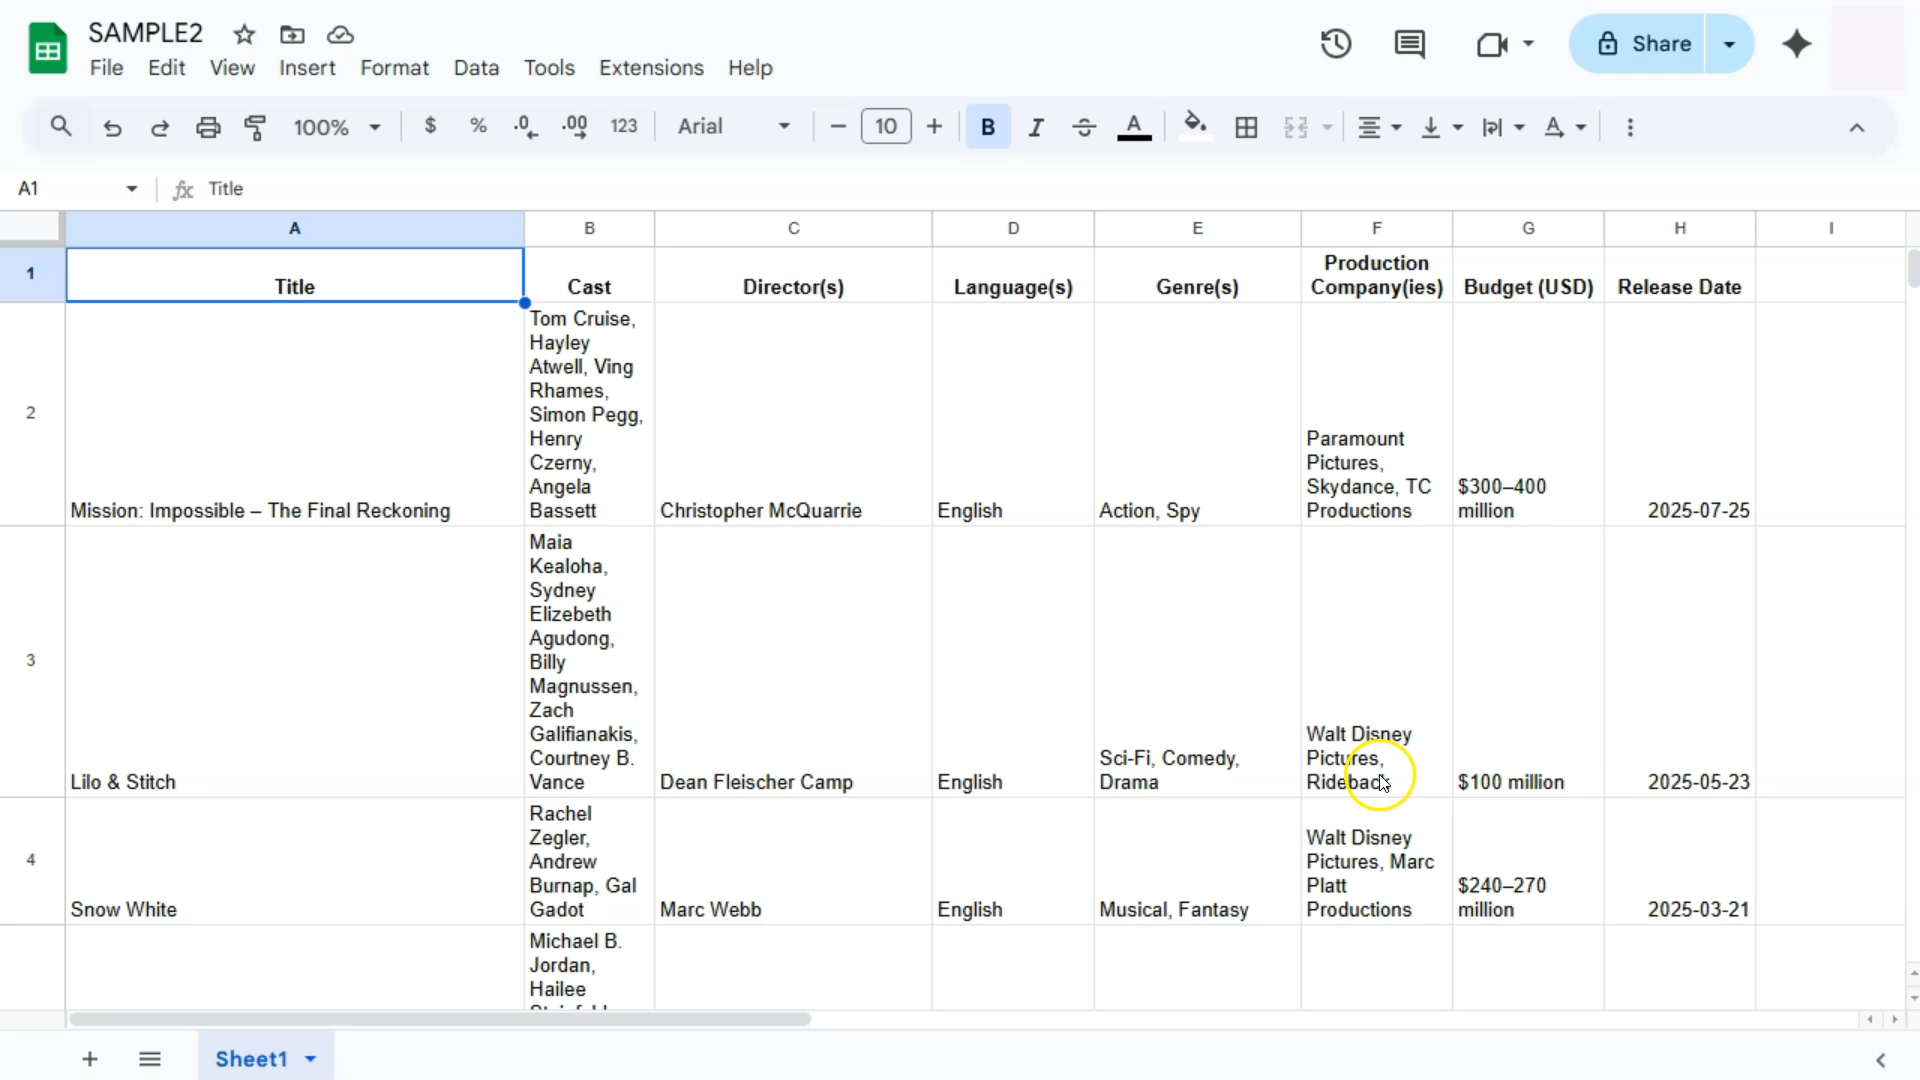 SAMPLE2
File Edit View Insert Format Data Tools Extensions Help
Share
100% $ % .0 .00 123 Arial 10 B I A A
A1 fx Title
A B C D E F G H I
1 Title Cast Director(s) Language(s) Genre(s) Production Company(ies) Budget (USD) Release Date
Tom Cruise,
Hayley
Atwell, Ving
Rhames,
Simon Pegg,
Henry
Czerny,
Angela
Bassett
2 Mission: Impossible – The Final Reckoning
Christopher McQuarrie
English
Action, Spy
Paramount
Pictures,
Skydance, TC
Productions
$300–400
million
2025-07-25
Maia
Kealoha,
Sydney
Elizebeth
Agudong,
Billy
Magnussen,
Zach
Galifianakis,
Courtney B.
Vance
3 Lilo & Stitch
Dean Fleischer Camp
English
Sci-Fi, Comedy,
Drama
Walt Disney
Pictures,
Rideback
$100 million
2025-05-23
Rachel
Zegler,
Andrew
Burnap, Gal
Gadot
4 Snow White
Marc Webb
English
Musical, Fantasy
Walt Disney
Pictures, Marc
Platt
Productions
$240–270
million
2025-03-21
Michael B.
Jordan,
Hailee
Sheet1